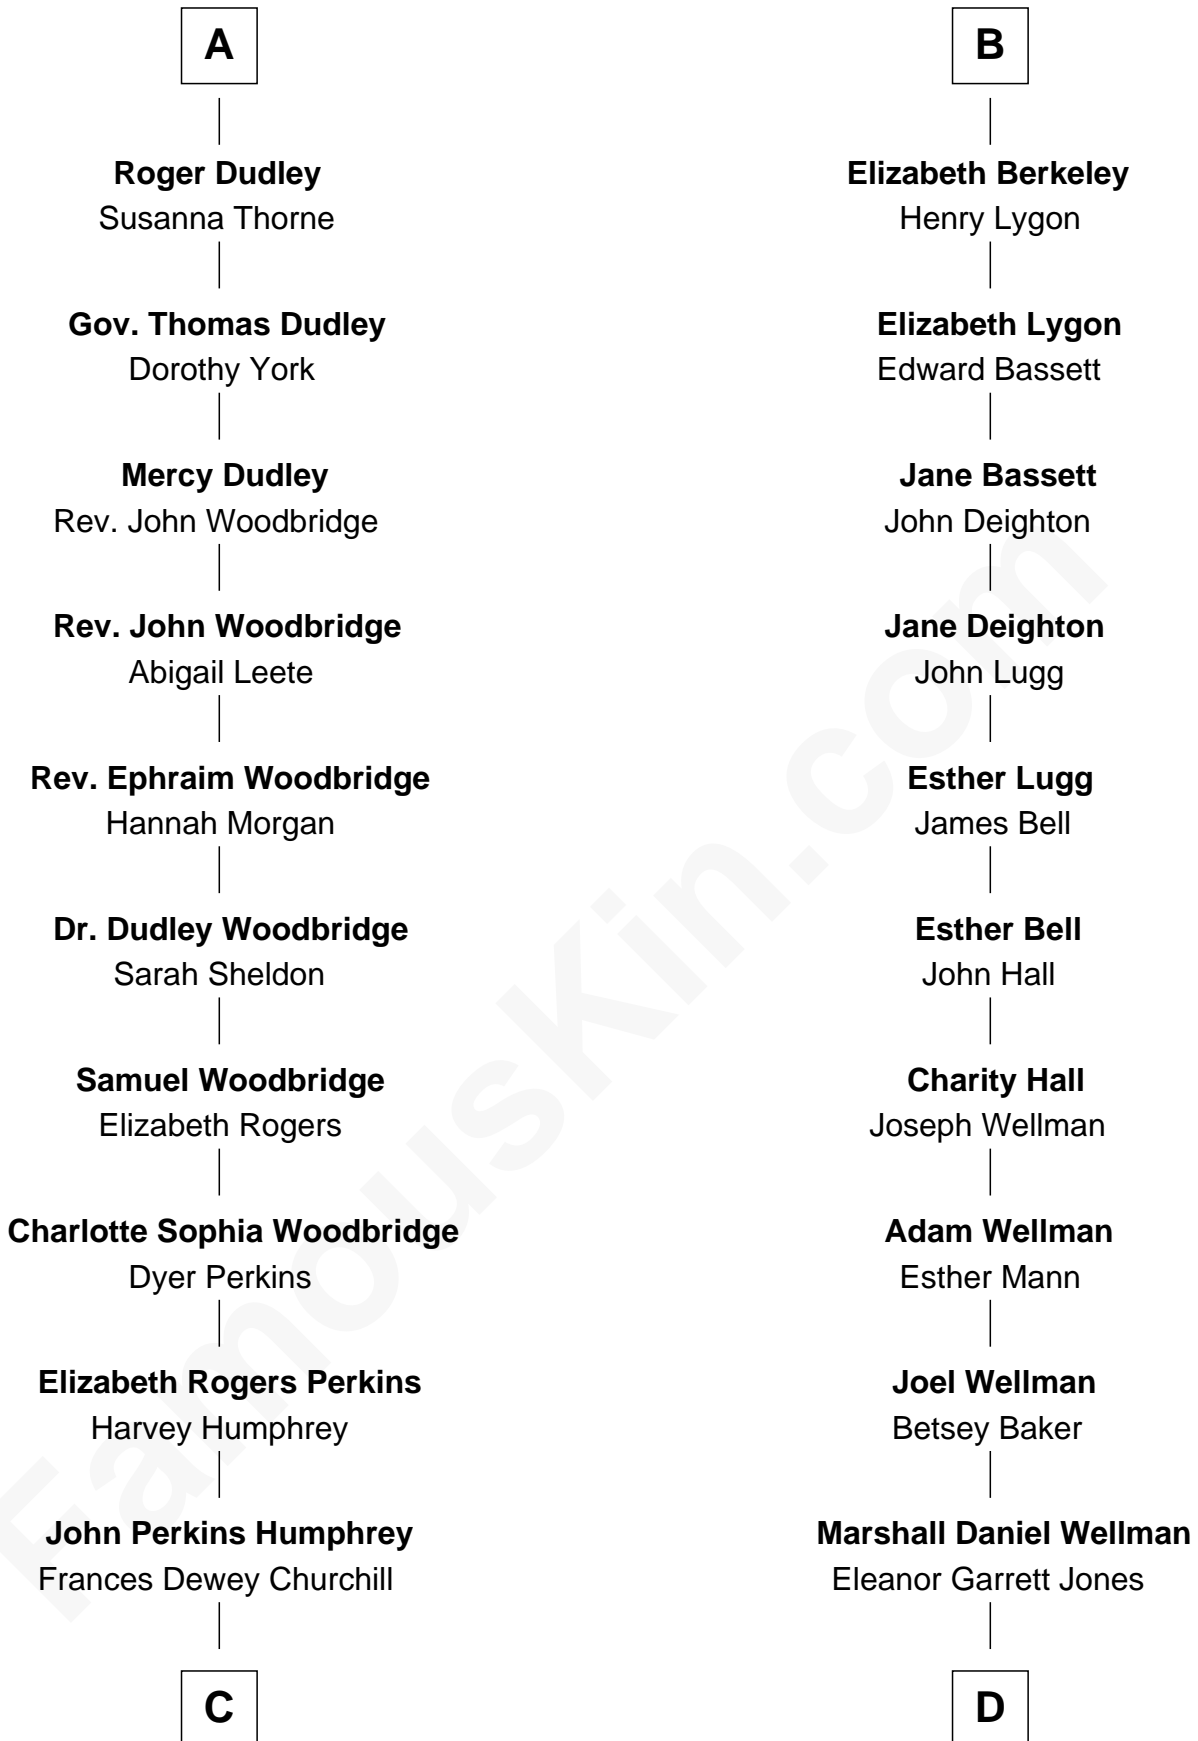 A
Roger Dudley
Susanna Thorne
Gov. Thomas Dudley
Dorothy York
Mercy Dudley
Rev. John Woodbridge
Rev. John Woodbridge
Abigail Leete
Rev. Ephraim Woodbridge
Hannah Morgan
Dr. Dudley Woodbridge
Sarah Sheldon
Samuel Woodbridge
Elizabeth Rogers
Charlotte Sophia Woodbridge
Dyer Perkins
Elizabeth Rogers Perkins
Harvey Humphrey
John Perkins Humphrey
Frances Dewey Churchill
C
B
Elizabeth Berkeley
Henry Lygon
Elizabeth Lygon
Edward Bassett
Jane Bassett
John Deighton
Jane Deighton
John Lugg
Esther Lugg
James Bell
Esther Bell
John Hall
Charity Hall
Joseph Wellman
Adam Wellman
Esther Mann
Joel Wellman
Betsey Baker
Marshall Daniel Wellman
Eleanor Garrett Jones
D
FamousKin.com